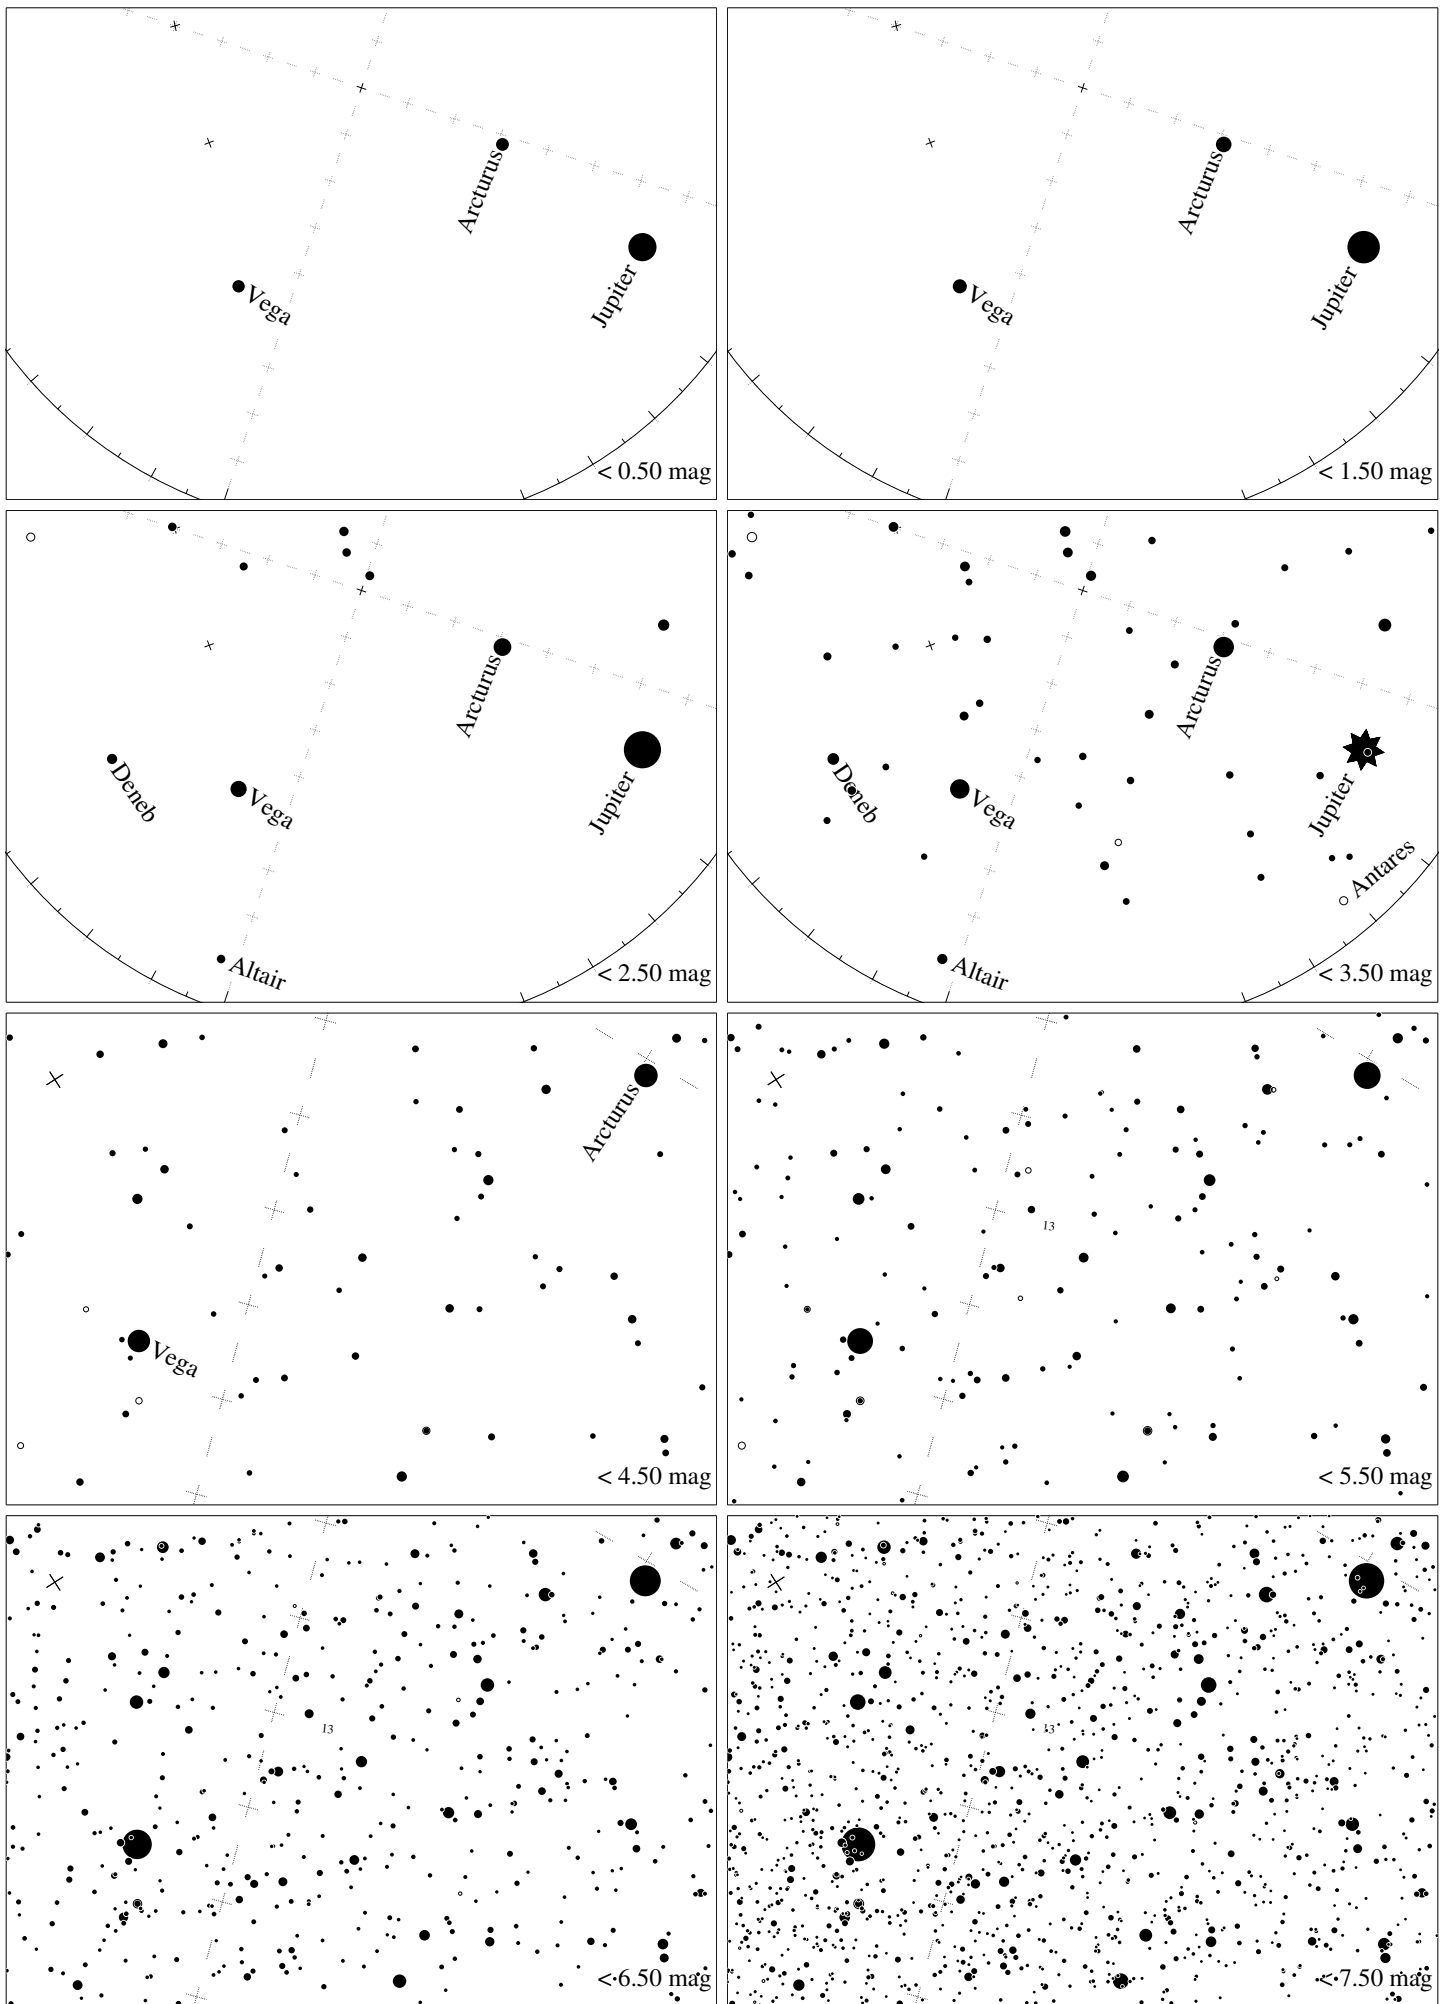 Arcturus
Jupiter
Vega
< 0.50 mag
Arcturus
Jupiter
Vega
< 1.50 mag
Arcturus
Jupiter
Deneb
Vega
Altair
< 2.50 mag
Arcturus
Jupiter
Deneb
Vega
Antares
Altair
< 3.50 mag
Arcturus
Vega
< 4.50 mag
13
< 5.50 mag
13
< 6.50 mag
13
< 7.50 mag